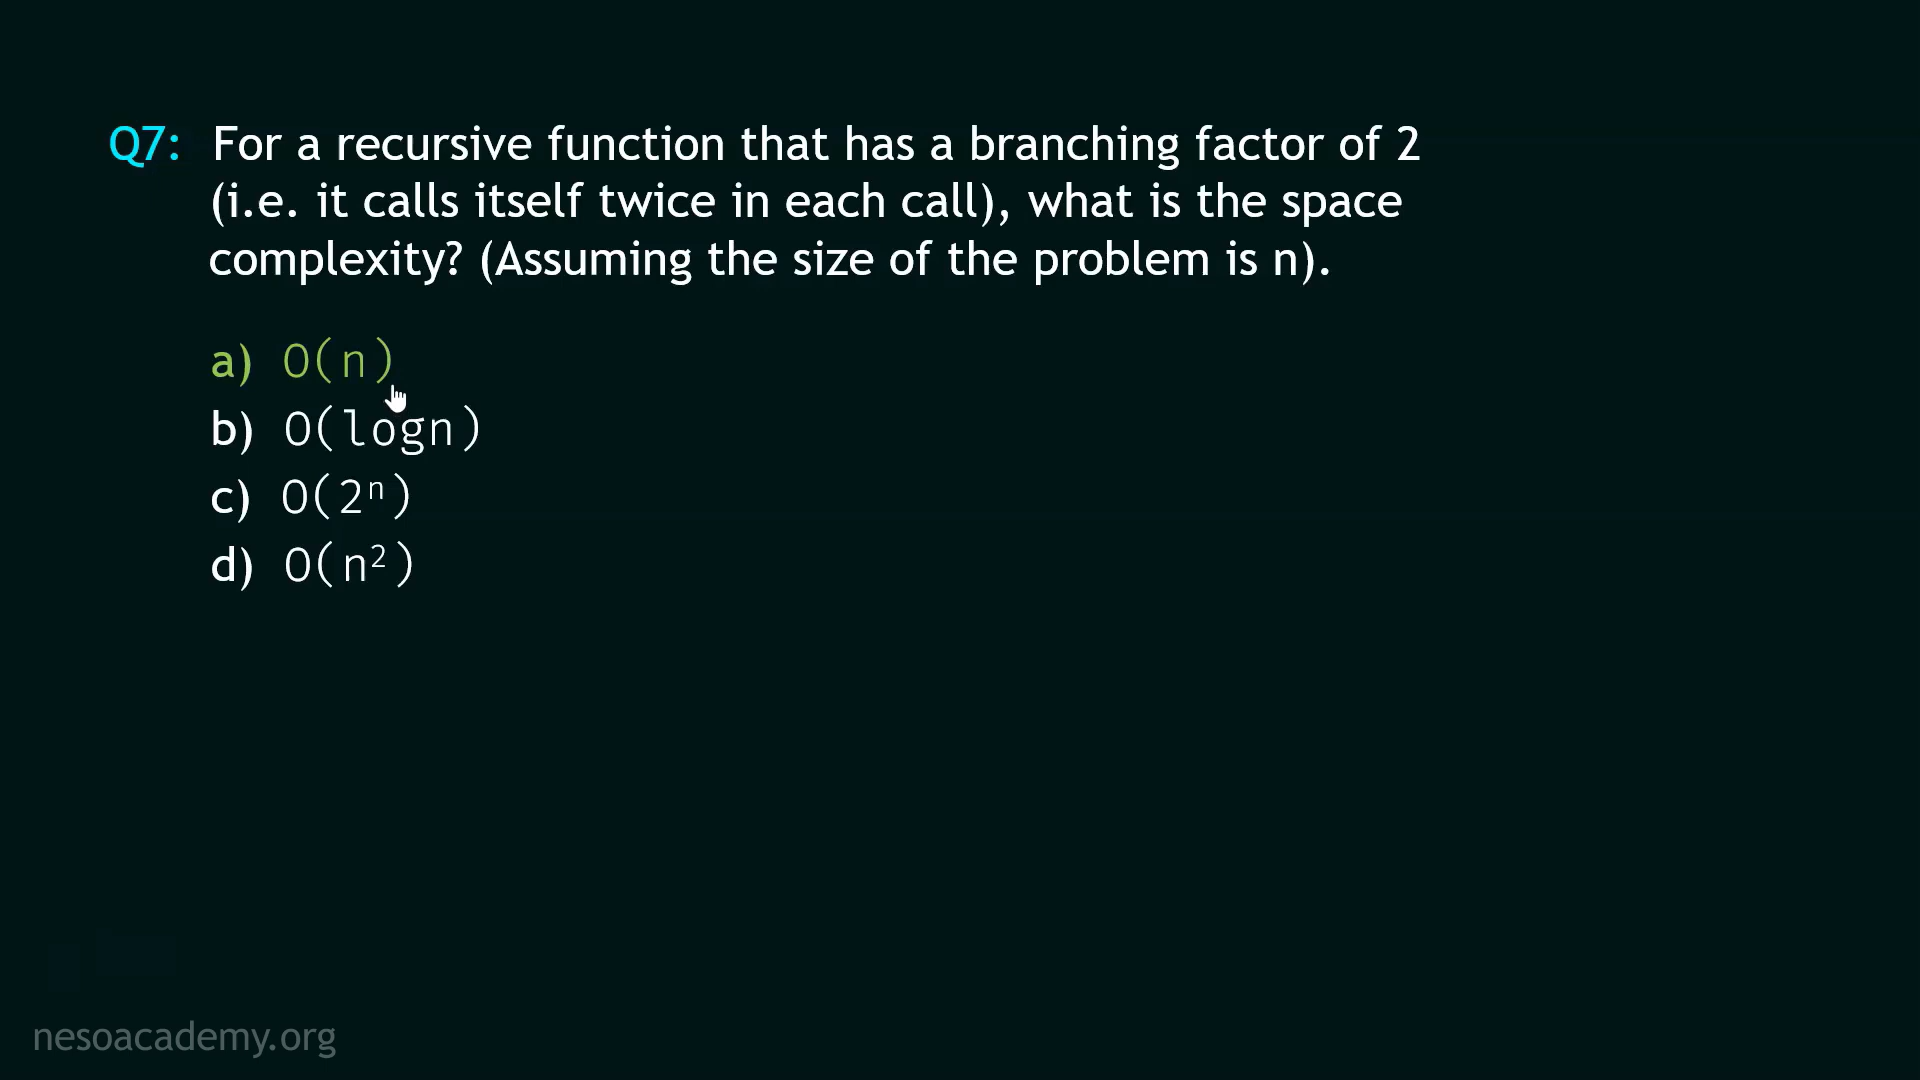 Q7: For a recursive function that has a branching factor of 2
(i.e. it calls itself twice in each call), what is the space
complexity? (Assuming the size of the problem is n).
a) O(n)
b) O(logn)
c) O(2ⁿ)
d) O(n²)
nesoacademy.org